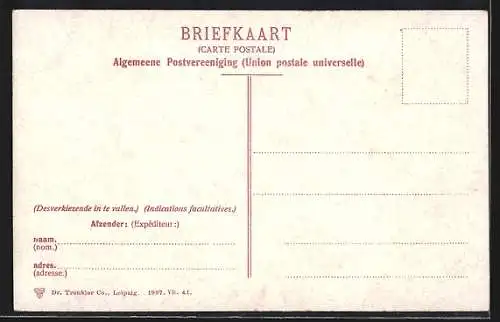 BRIEFKAART
(CARTE POSTALE)
Algemeene Postvereeniging (Union postale universelle)
(Desverkiezende in te vullen.) (Indications facultatives.)
Afzender: (Expéditeur:)
Naam.
(nom.)
Adres.
(adresse.)
Dr. Trenkler Co., Leipzig. 1907. Vh. 41.